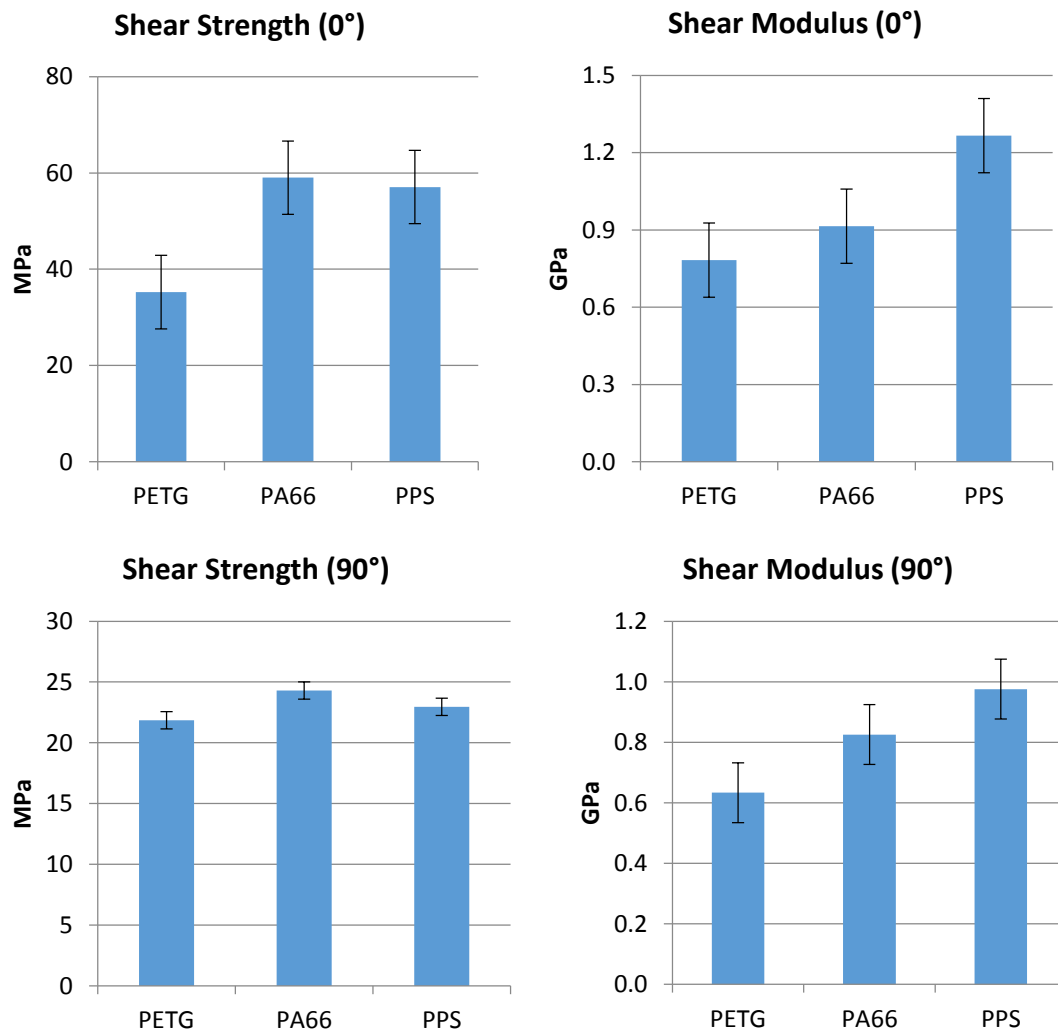 Shear Strength (0°)
80
60
40
20
0
MPa
PETG PA66 PPS
Shear Modulus (0°)
1.5
1.2
0.9
0.6
0.3
0.0
GPa
PETG PA66 PPS
Shear Strength (90°)
30
25
20
15
10
5
0
MPa
PETG PA66 PPS
Shear Modulus (90°)
1.2
1.0
0.8
0.6
0.4
0.2
0.0
GPa
PETG PA66 PPS